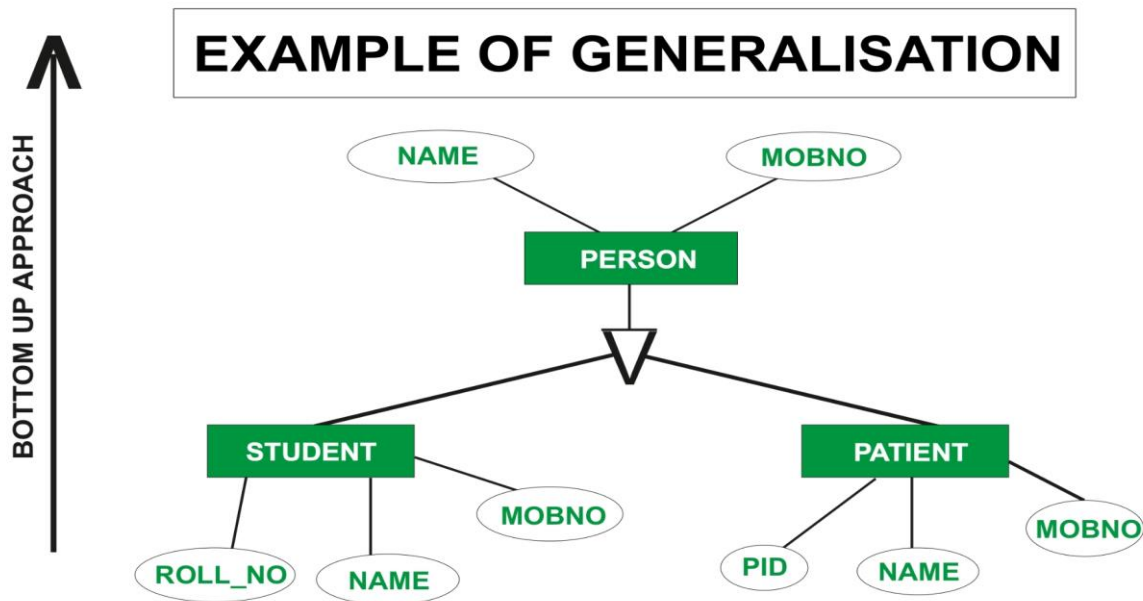 EXAMPLE OF GENERALISATION
BOTTOM UP APPROACH
NAME
MOBNO
PERSON
STUDENT
PATIENT
MOBNO
MOBNO
ROLL_NO
NAME
PID
NAME